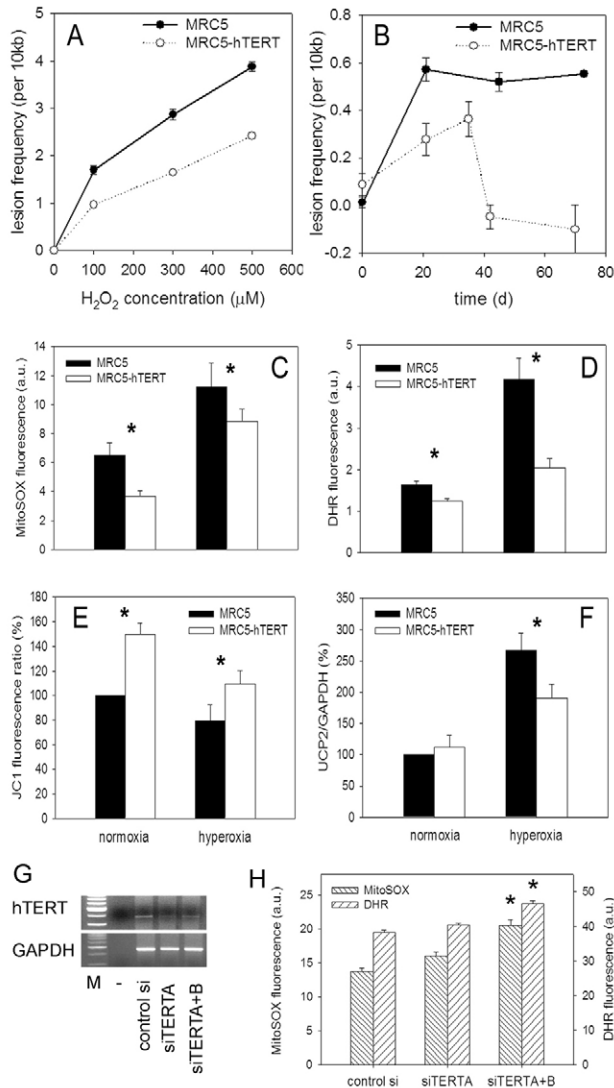 A
MRC5
MRC5-hTERT
lesion frequency (per 10kb)
5
4
3
2
1
0
0 100 200 300 400 500 600
H₂O₂ concentration (µM)
B
MRC5
MRC5-hTERT
lesion frequency (per 10kb)
0.8
0.6
0.4
0.2
0.0
-0.2
0 20 40 60 80
time (d)
C
MRC5
MRC5-hTERT
MitoSOX fluorescence (a.u.)
14
12
10
8
6
4
2
0
* *
D
MRC5
MRC5-hTERT
DHR fluorescence (a.u.)
5
4
3
2
1
0
* *
E
MRC5
MRC5-hTERT
JC1 fluorescence ratio (%)
180
160
140
120
100
80
60
40
20
0
* *
normoxia hyperoxia
F
MRC5
MRC5-hTERT
UCP2/GAPDH (%)
350
300
250
200
150
100
50
0
*
normoxia hyperoxia
G
hTERT
GAPDH
M - control si siTERTA siTERTA+B
H
MitoSOX
DHR
MitoSOX fluorescence (a.u.)
25
20
15
10
5
0
* *
DHR fluorescence (a.u.)
50
40
30
20
10
0
control si siTERTA siTERTA+B